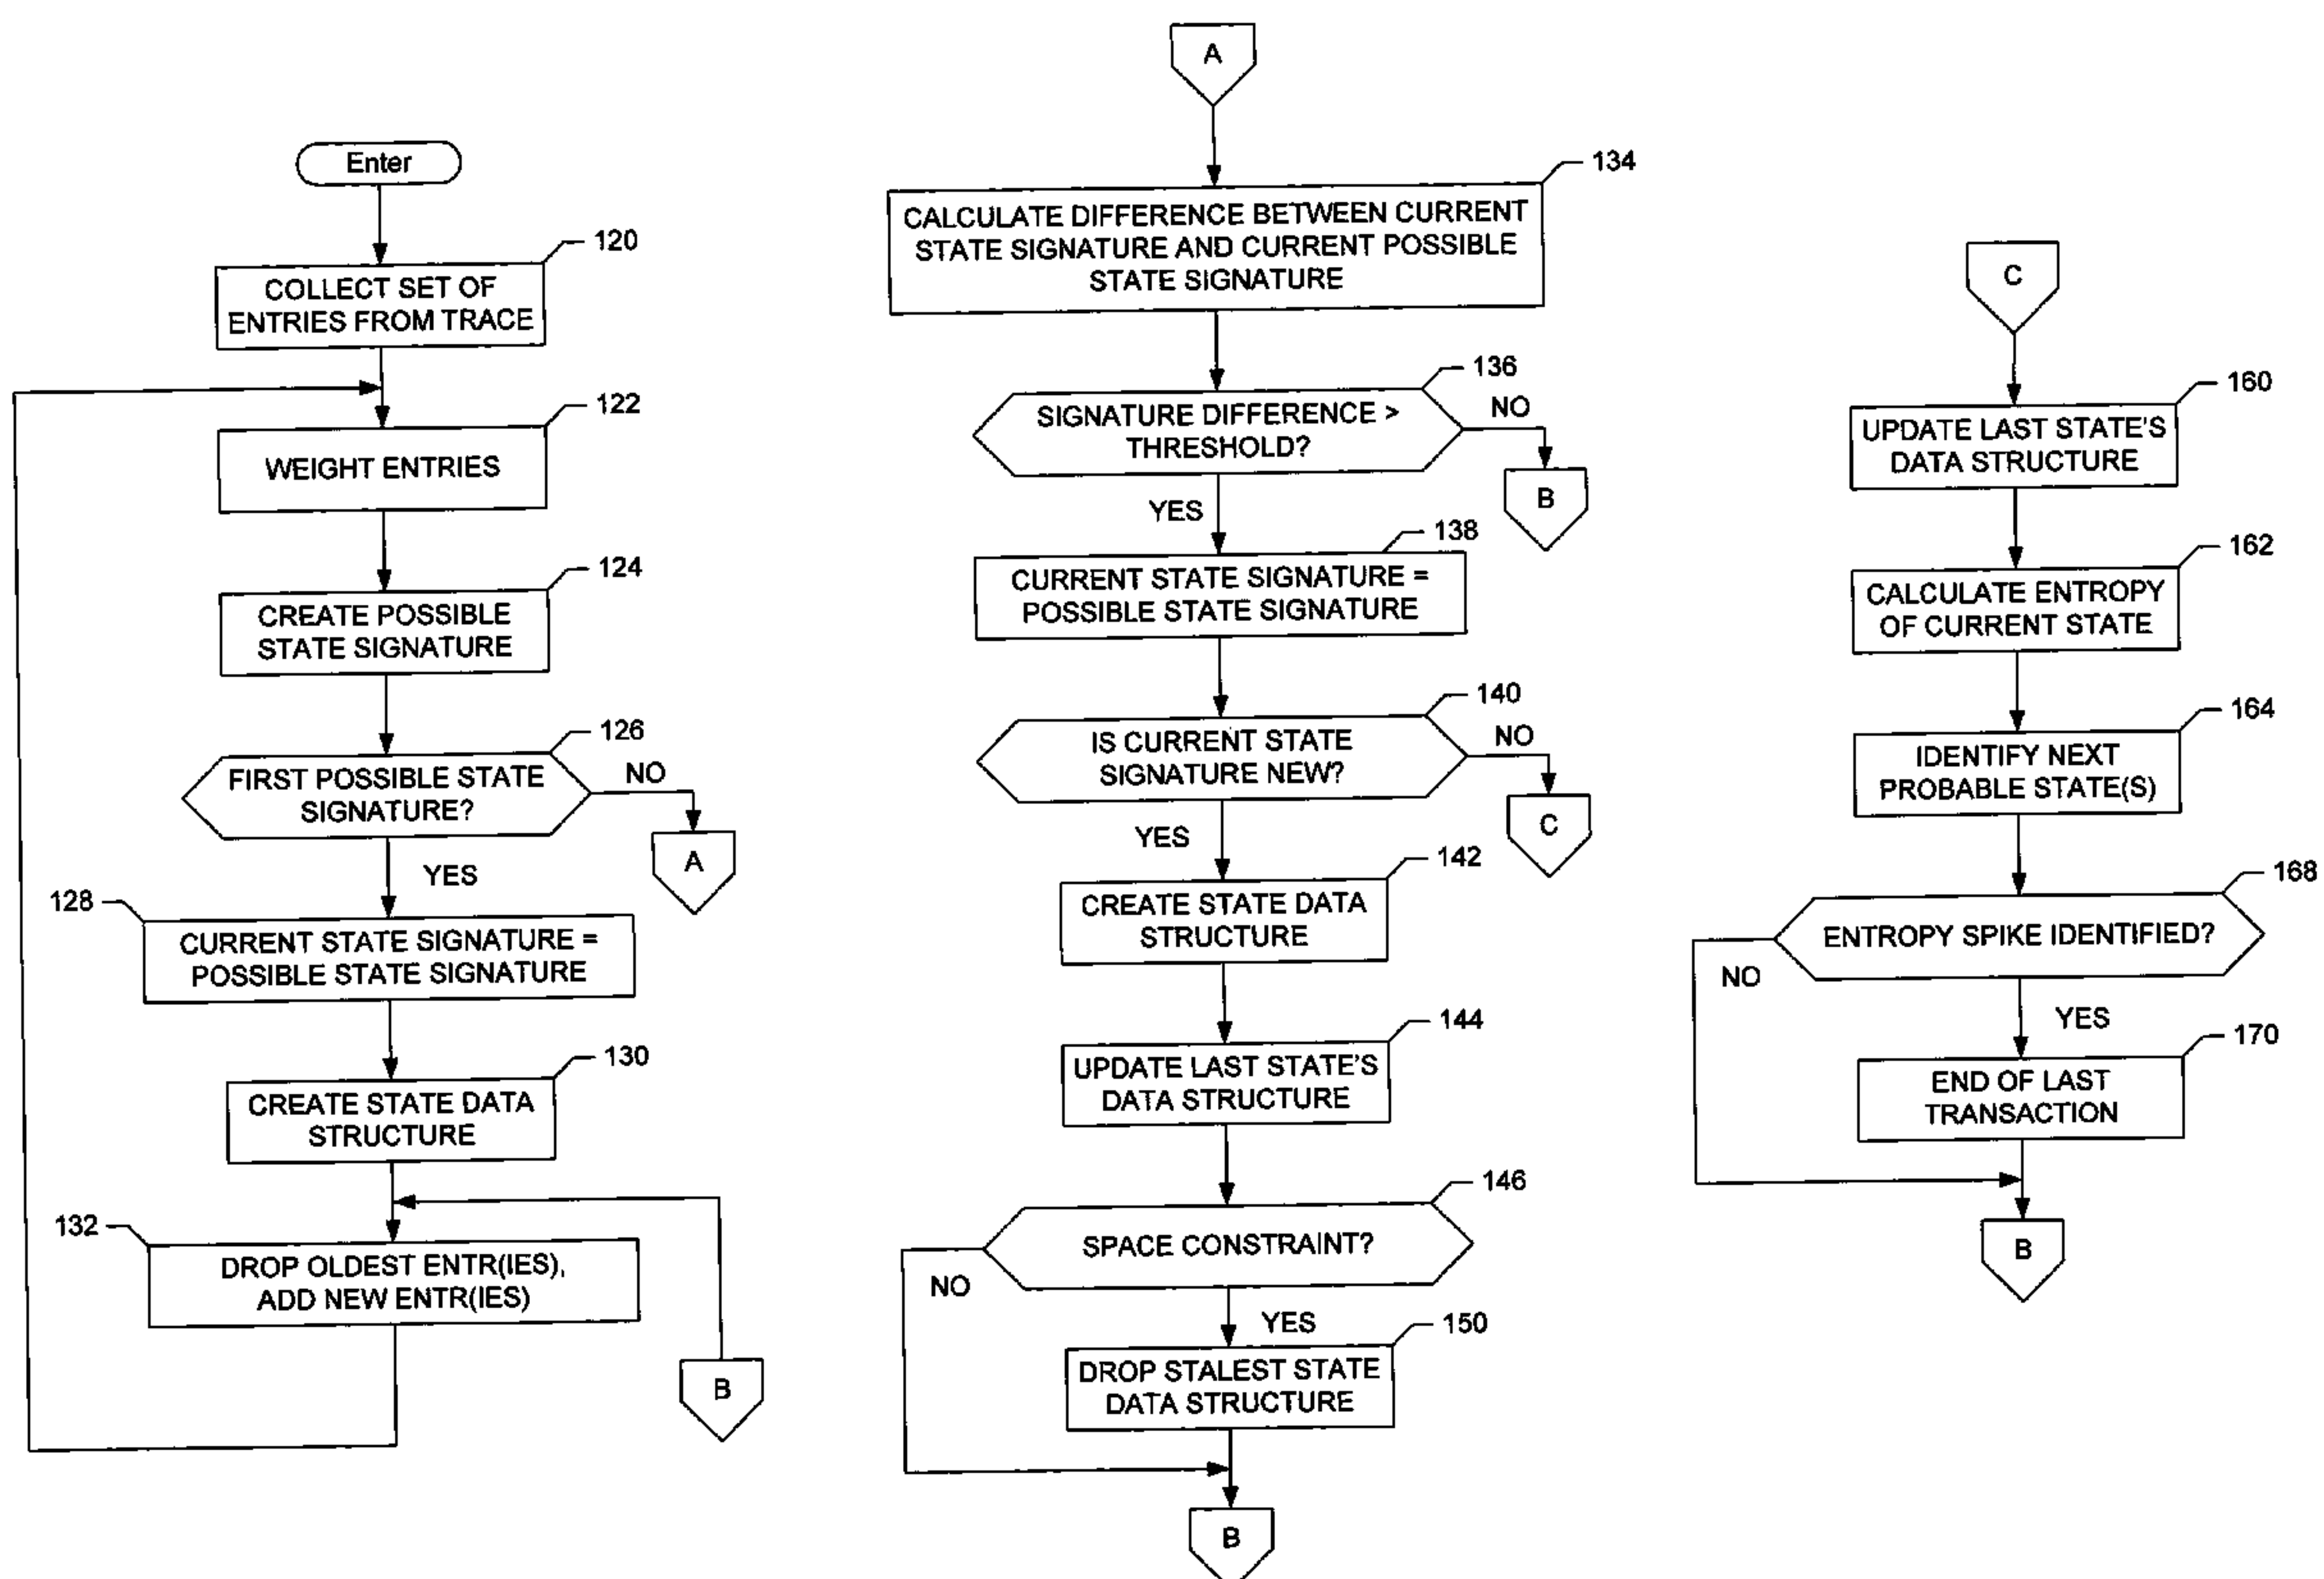 Enter
120
COLLECT SET OF
ENTRIES FROM TRACE
122
WEIGHT ENTRIES
124
CREATE POSSIBLE
STATE SIGNATURE
126
FIRST POSSIBLE STATE
SIGNATURE?
NO
A
YES
128
CURRENT STATE SIGNATURE =
POSSIBLE STATE SIGNATURE
130
CREATE STATE DATA
STRUCTURE
132
DROP OLDEST ENTR(IES),
ADD NEW ENTR(IES)
B
A
134
CALCULATE DIFFERENCE BETWEEN CURRENT
STATE SIGNATURE AND CURRENT POSSIBLE
STATE SIGNATURE
136
SIGNATURE DIFFERENCE >
THRESHOLD?
NO
B
YES
138
CURRENT STATE SIGNATURE =
POSSIBLE STATE SIGNATURE
140
IS CURRENT STATE
SIGNATURE NEW?
NO
C
YES
142
CREATE STATE DATA
STRUCTURE
144
UPDATE LAST STATE'S
DATA STRUCTURE
146
SPACE CONSTRAINT?
NO
YES
150
DROP STALEST STATE
DATA STRUCTURE
B
C
160
UPDATE LAST STATE'S
DATA STRUCTURE
162
CALCULATE ENTROPY
OF CURRENT STATE
164
IDENTIFY NEXT
PROBABLE STATE(S)
168
ENTROPY SPIKE IDENTIFIED?
NO
YES
170
END OF LAST
TRANSACTION
B